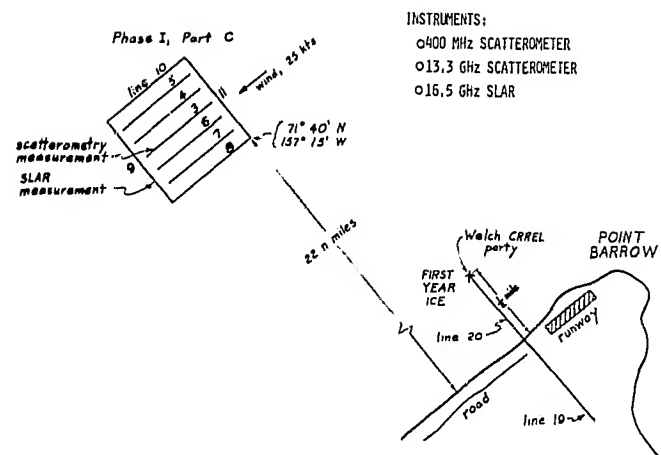 INSTRUMENTS:
o400 MHz SCATTEROMETER
o13.3 GHz SCATTEROMETER
o16.5 GHz SLAR
Phase I, Part C
wind, 25 kts
line 10
5
4
3
6
7
8
9
11
71° 40' N
157° 15' W
scatterometry
measurement
SLAR
measurement
22 n miles
Welch CRREL
party
POINT
BARROW
FIRST
YEAR
ICE
mile
line 20
runway
road
line 19